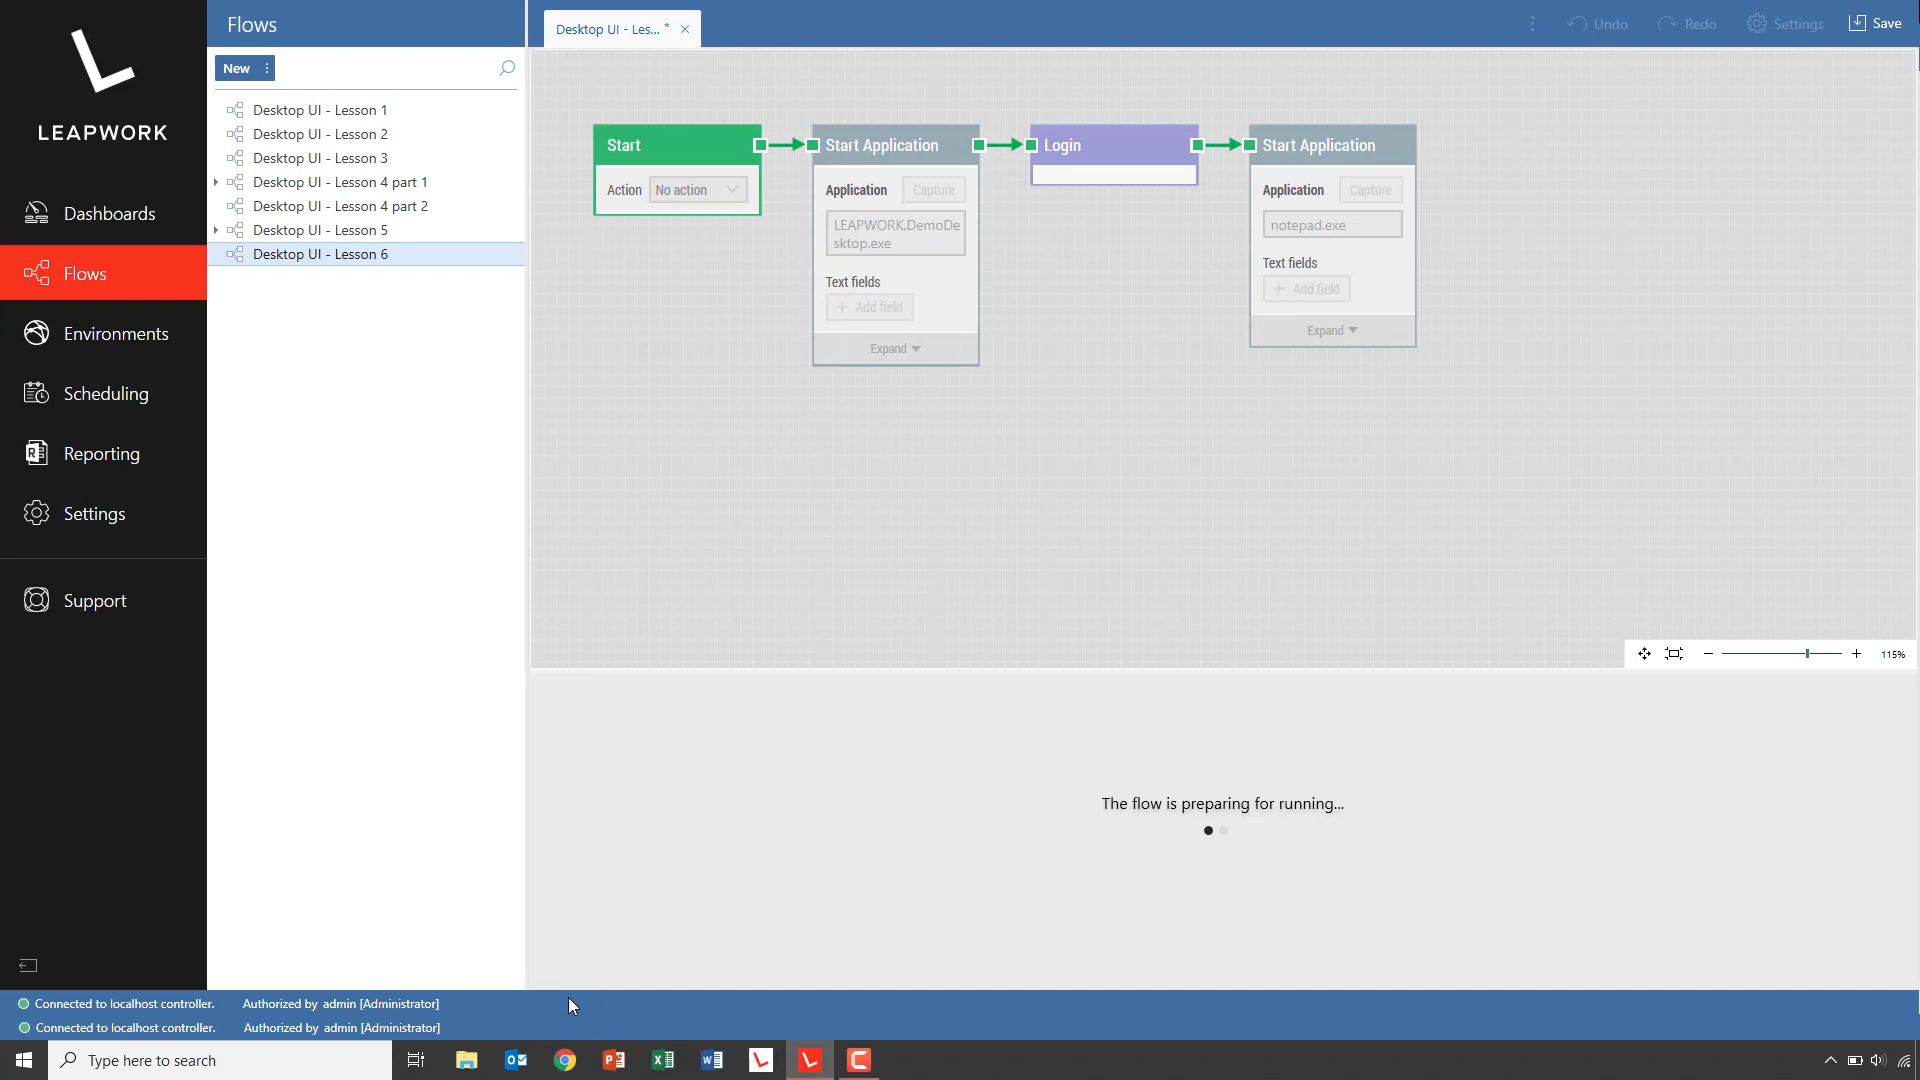 LEAPWORK
Dashboards
Flows
Environments
Scheduling
Reporting
Settings
Support
Flows
New
Desktop UI - Lesson 1
Desktop UI - Lesson 2
Desktop UI - Lesson 3
Desktop UI - Lesson 4 part 1
Desktop UI - Lesson 4 part 2
Desktop UI - Lesson 5
Desktop UI - Lesson 6
Desktop UI - Les... *
Undo
Redo
Settings
Save
Start
Action
No action
Start Application
Application
Capture
LEAPWORK.DemoDe
sktop.exe
Text fields
Add field
Expand
Login
Start Application
Application
Capture
notepad.exe
Text fields
Add field
Expand
115%
The flow is preparing for running...
Connected to localhost controller. Authorized by admin [Administrator]
Connected to localhost controller. Authorized by admin [Administrator]
Type here to search